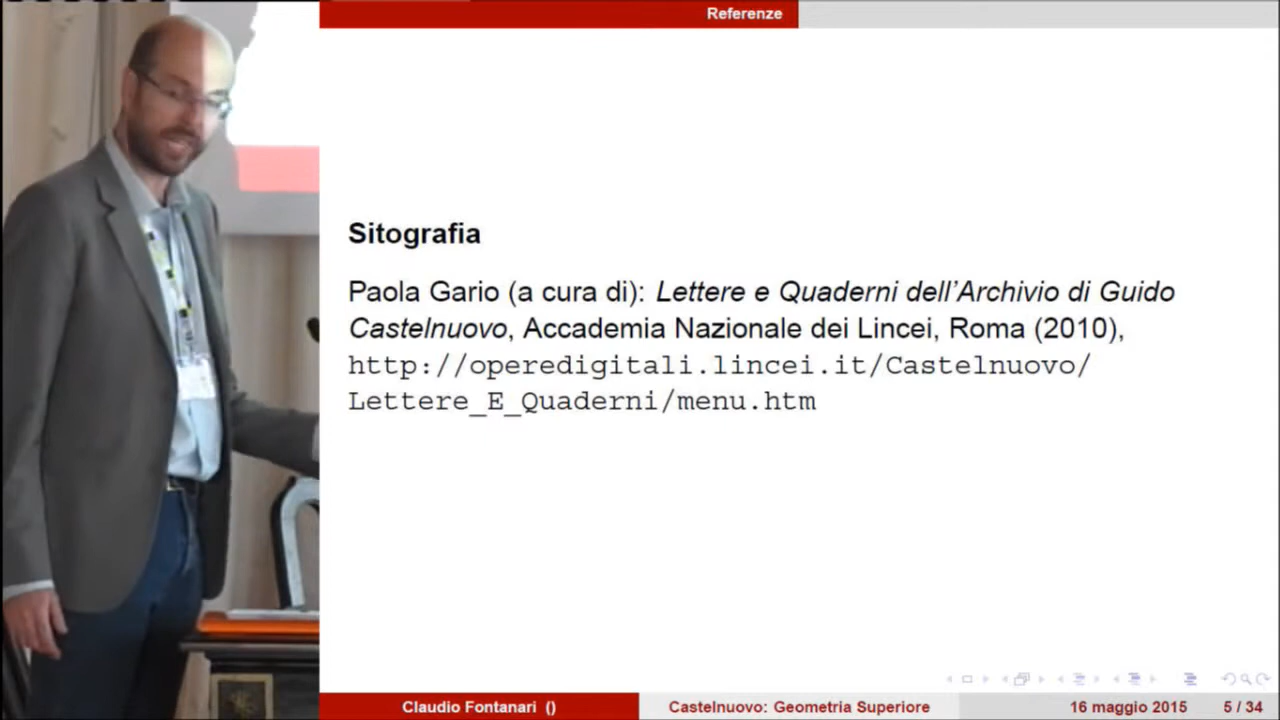 Referenze
Sitografia
Paola Gario (a cura di): Lettere e Quaderni dell'Archivio di Guido
Castelnuovo, Accademia Nazionale dei Lincei, Roma (2010),
http://operedigitali.lincei.it/Castelnuovo/
Lettere_E_Quaderni/menu.htm
Claudio Fontanari ()
Castelnuovo: Geometria Superiore
16 maggio 2015
5 / 34